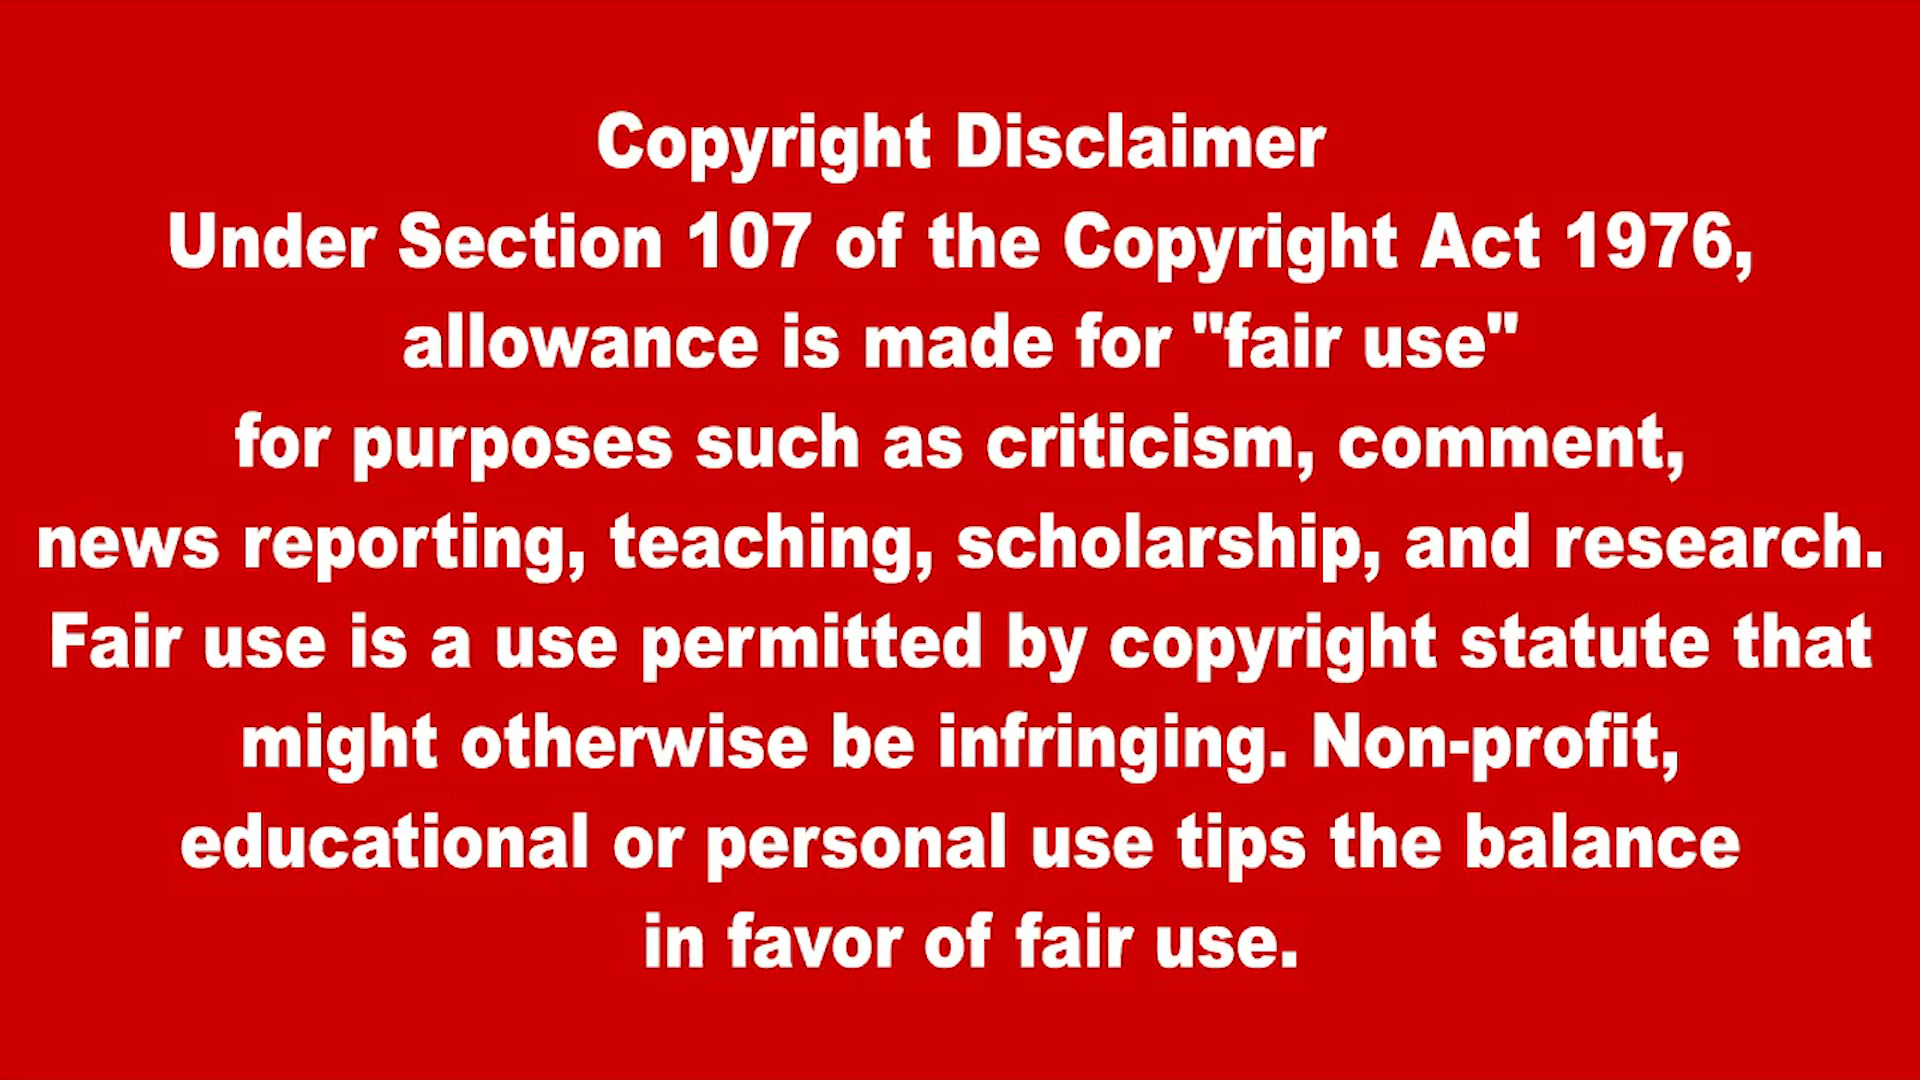 Copyright Disclaimer
Under Section 107 of the Copyright Act 1976,
allowance is made for "fair use"
for purposes such as criticism, comment,
news reporting, teaching, scholarship, and research.
Fair use is a use permitted by copyright statute that
might otherwise be infringing. Non-profit,
educational or personal use tips the balance
in favor of fair use.